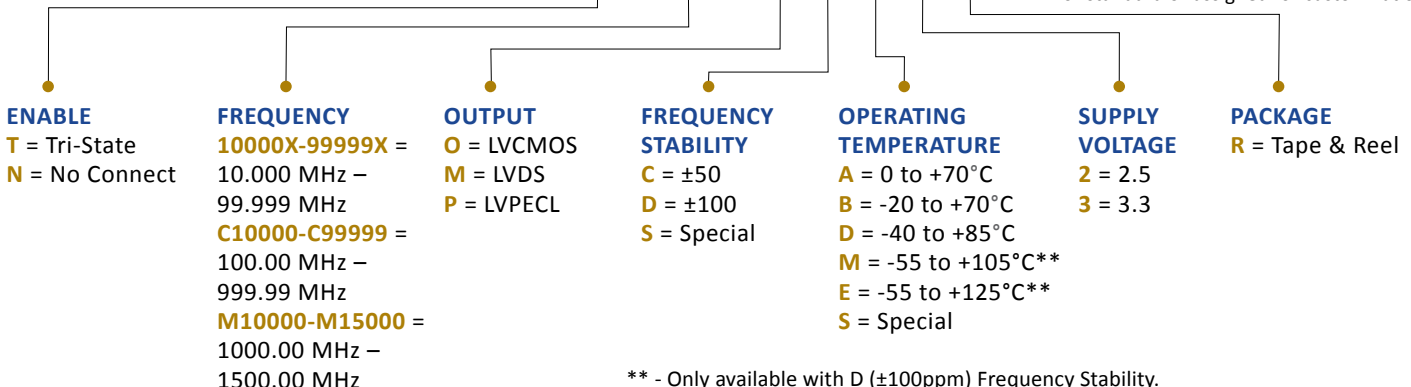 ENABLE
T = Tri-State
N = No Connect
FREQUENCY
10000X-99999X =
10.000 MHz –
99.999 MHz
C10000-C99999 =
100.00 MHz –
999.99 MHz
M10000-M15000 =
1000.00 MHz –
1500.00 MHz
OUTPUT
O = LVCMOS
M = LVDS
P = LVPECL
FREQUENCY
STABILITY
C = ±50
D = ±100
S = Special
OPERATING
TEMPERATURE
A = 0 to +70°C
B = -20 to +70°C
D = -40 to +85°C
M = -55 to +105°C**
E = -55 to +125°C**
S = Special
SUPPLY
VOLTAGE
2 = 2.5
3 = 3.3
PACKAGE
R = Tape & Reel
** - Only available with D (±100ppm) Frequency Stability.